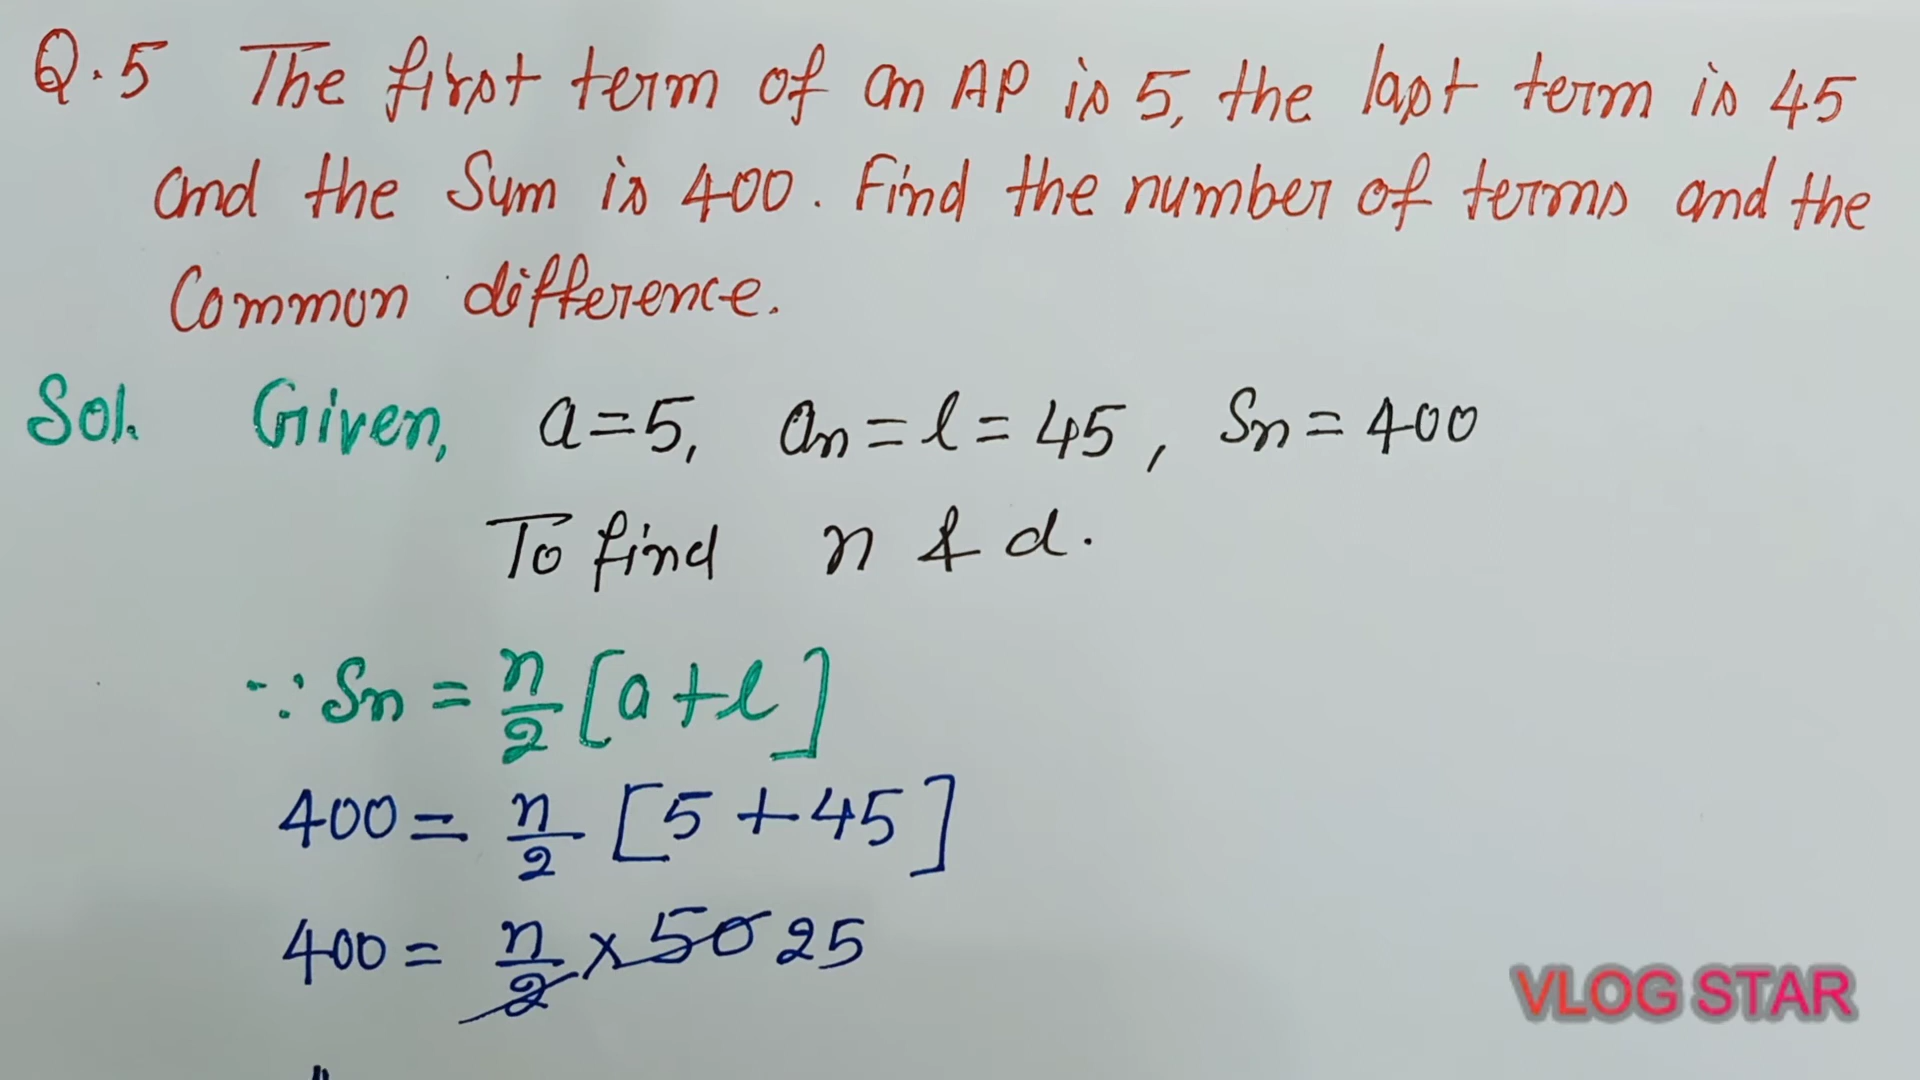 Q.5 The first term of an AP is 5, the last term is 45
and the Sum is 400. Find the number of terms and the
Common difference.
Sol. Given, a=5, an=l=45, Sn=400
To find n & d.
∵ Sn = n/2 [a+l]
400 = n/2 [5+45]
400 = n/2 × 50 25
VLOG STAR